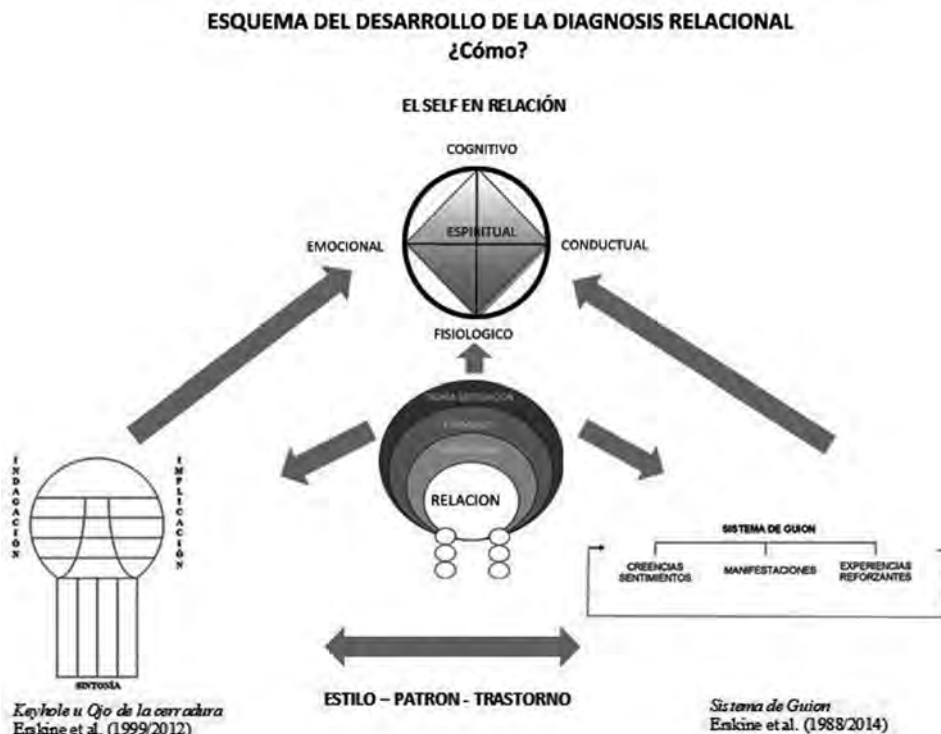 ESQUEMA DEL DESARROLLO DE LA DIAGNOSIS RELACIONAL
¿Cómo?
EL SELF EN RELACIÓN
COGNITIVO
EMOCIONAL
ESPIRITUAL
CONDUCTUAL
FISIOLOGICO
RELACION
INDAGACIÓN
IMPLICACIÓN
SINTONÍA
SISTEMA DE GUION
CREENCIAS
SENTIMIENTOS
MANIFESTACIONES
EXPERIENCIAS
REFORZANTES
ESTILO – PATRON - TRASTORNO
Keyhole u Ojo de la cerradura
Erskine et al. (1999/2012)
Sistema de Guion
Erskine et al. (1988/2014)